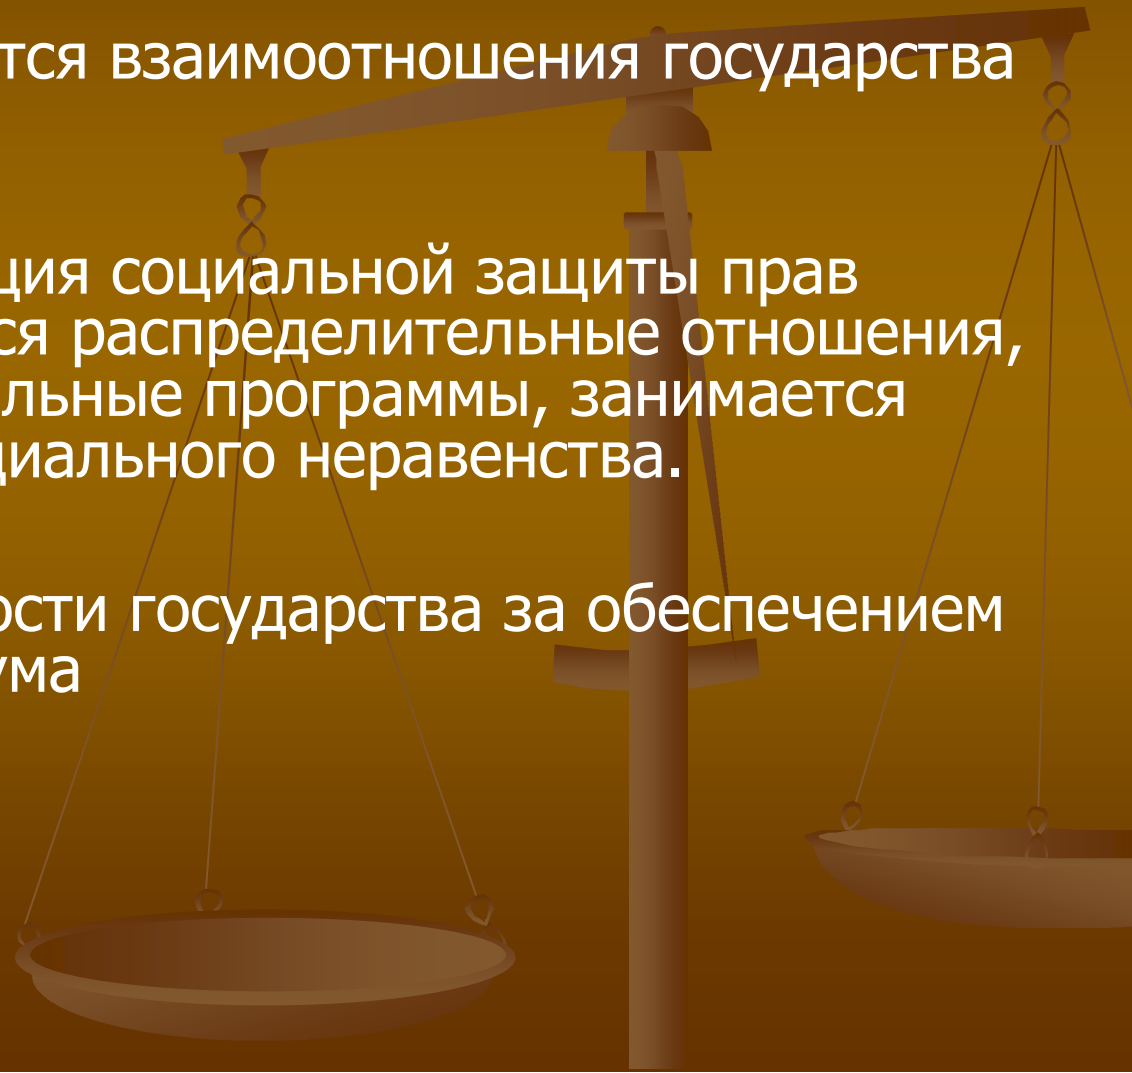 тся взаимоотношения государства
ция социальной защиты прав
ся распределительные отношения,
льные программы, занимается
циального неравенства.
ости государства за обеспечением
ума